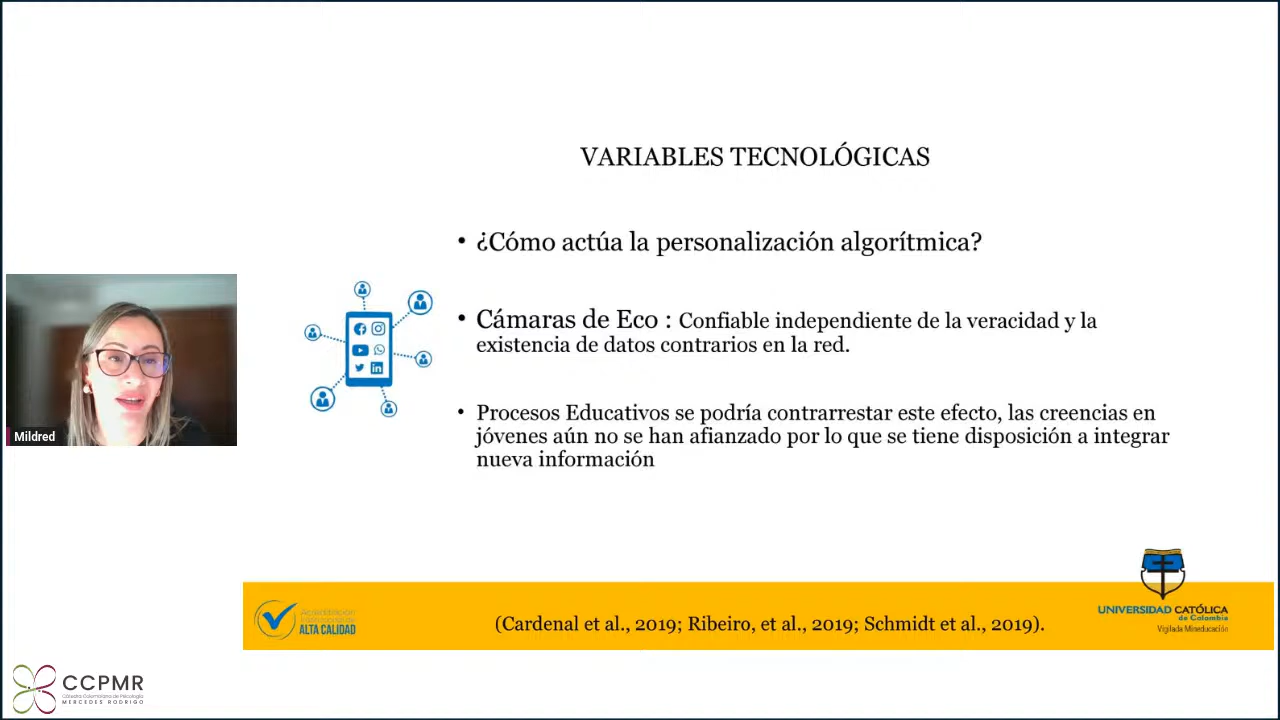 VARIABLES TECNOLÓGICAS
• ¿Cómo actúa la personalización algorítmica?
• Cámaras de Eco : Confiable independiente de la veracidad y la
existencia de datos contrarios en la red.
• Procesos Educativos se podría contrarrestar este efecto, las creencias en
jóvenes aún no se han afianzado por lo que se tiene disposición a integrar
nueva información
Mildred
ALTA CALIDAD
(Cardenal et al., 2019; Ribeiro, et al., 2019; Schmidt et al., 2019).
UNIVERSIDAD CATÓLICA
de Colombia
Vigilada Mineducación
CCPMR
Cátedra Colombiana de Psicología
MERCEDES RODRIGO